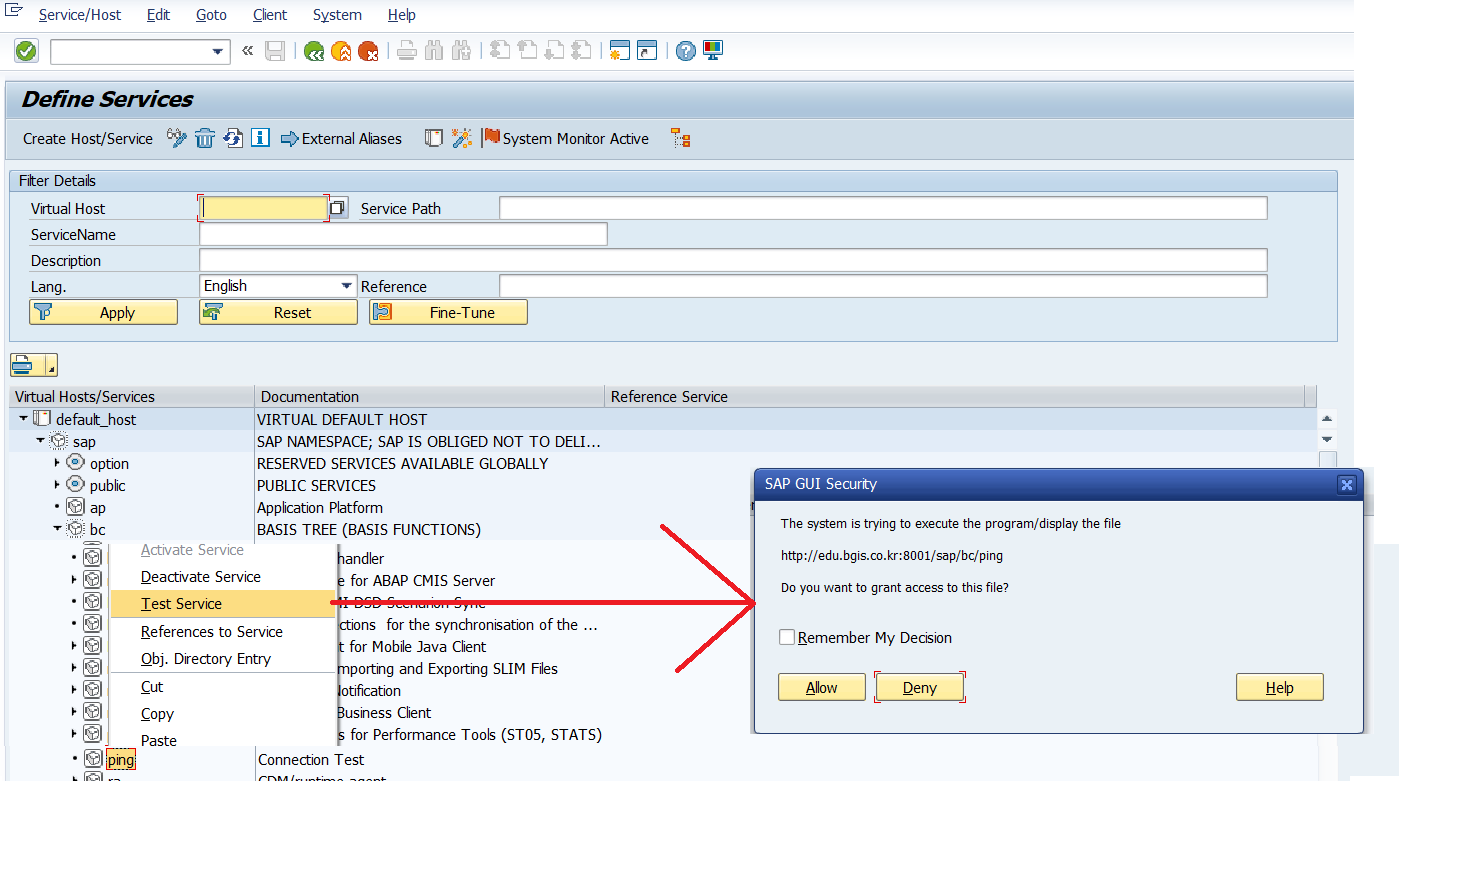 Service/Host Edit Goto Client System Help
Define Services
Create Host/Service External Aliases System Monitor Active
Filter Details
Virtual Host Service Path
ServiceName
Description
Lang. English Reference
Apply Reset Fine-Tune
Virtual Hosts/Services Documentation Reference Service
default_host VIRTUAL DEFAULT HOST
sap SAP NAMESPACE; SAP IS OBLIGED NOT TO DELI...
option RESERVED SERVICES AVAILABLE GLOBALLY
public PUBLIC SERVICES
ap Application Platform
bc BASIS TREE (BASIS FUNCTIONS)
Activate Service
handler
Deactivate Service e for ABAP CMIS Server
Test Service
References to Service ctions for the synchronisation of the ...
t for Mobile Java Client
Obj. Directory Entry mporting and Exporting SLIM Files
Cut Notification
Copy Business Client
Paste s for Performance Tools (ST05, STATS)
ping Connection Test
SAP GUI Security
The system is trying to execute the program/display the file
http://edu.bgis.co.kr:8001/sap/bc/ping
Do you want to grant access to this file?
Remember My Decision
Allow Deny Help